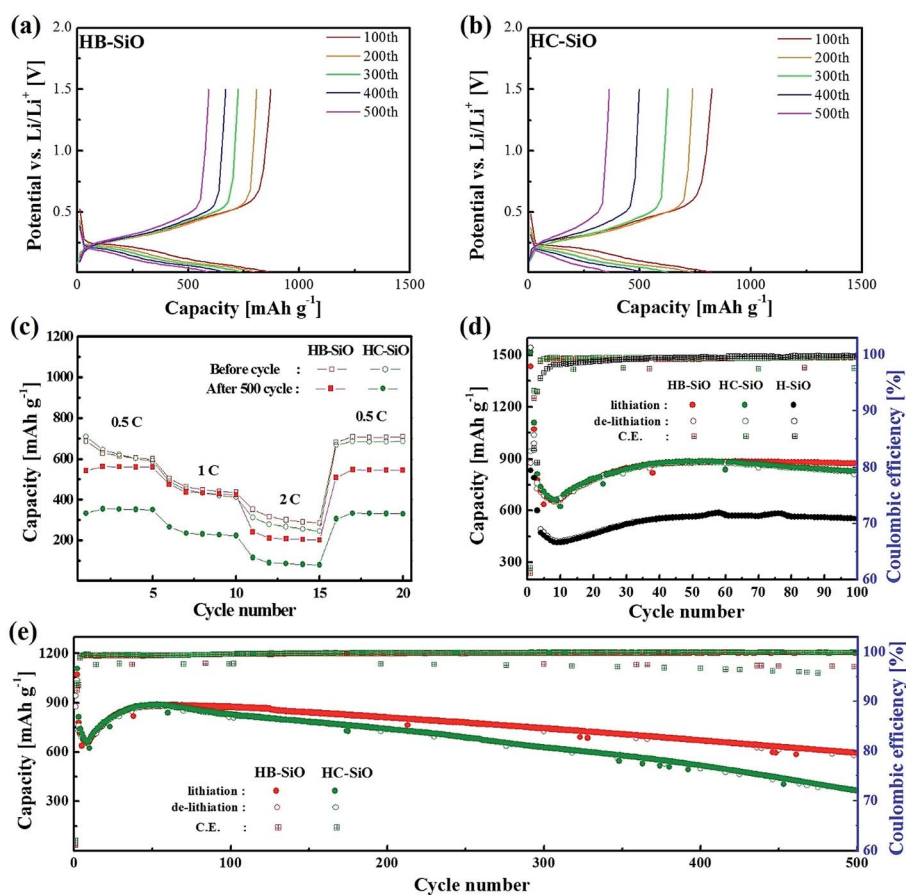 (a)
HB-SiO
Potential vs. Li/Li⁺ [V]
2.0
1.5
1.0
0.5
0
500
1000
1500
Capacity [mAh g⁻¹]
100th
200th
300th
400th
500th
(b)
HC-SiO
Potential vs. Li/Li⁺ [V]
2.0
1.5
1.0
0.5
0
500
1000
1500
Capacity [mAh g⁻¹]
100th
200th
300th
400th
500th
(c)
HB-SiO HC-SiO
Before cycle :
After 500 cycle :
0.5 C
1 C
2 C
0.5 C
Capacity [mAh g⁻¹]
1200
1000
800
600
400
200
0
5
10
15
20
Cycle number
(d)
HB-SiO HC-SiO H-SiO
lithiation :
de-lithiation :
C.E. :
Capacity [mAh g⁻¹]
1500
1200
900
600
300
0 10 20 30 40 50 60 70 80 90 100
Cycle number
Coulombic efficiency [%]
100
90
80
70
60
(e)
HB-SiO HC-SiO
lithiation :
de-lithiation :
C.E. :
Capacity [mAh g⁻¹]
1200
900
600
300
0 100 200 300 400 500
Cycle number
Coulombic efficiency [%]
100
90
80
70
60